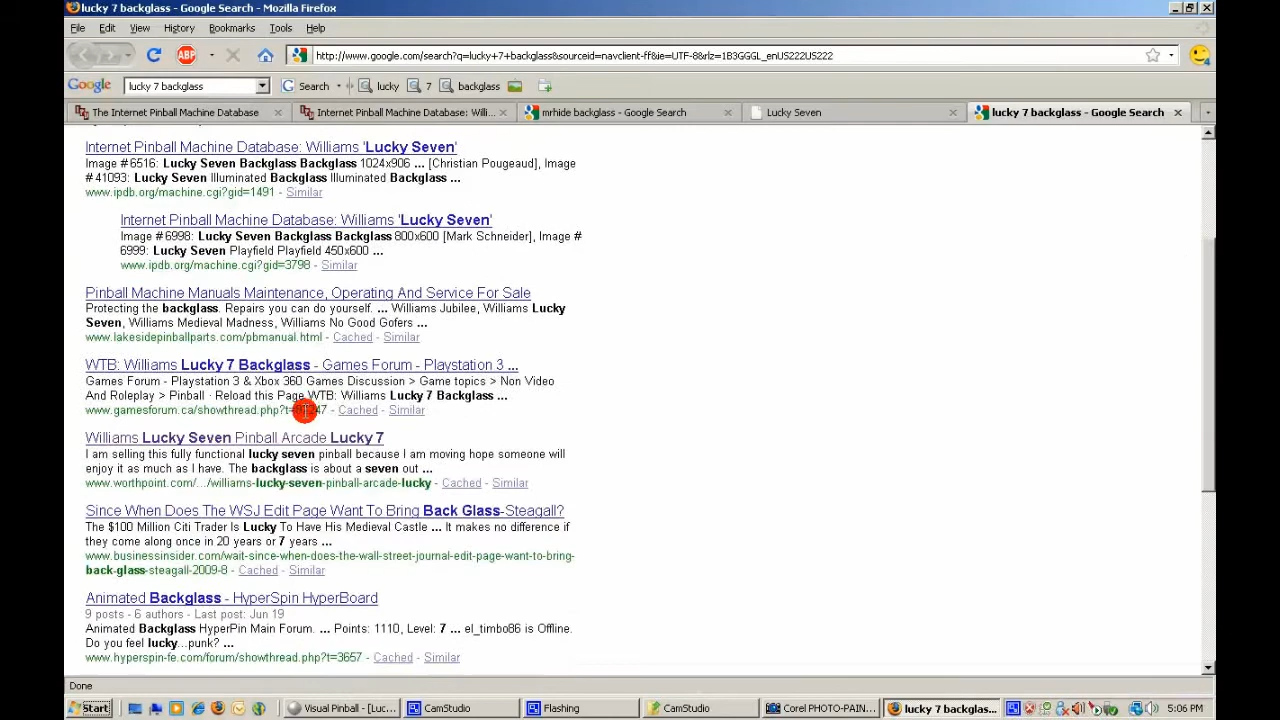 lucky 7 backglass - Google Search - Mozilla Firefox
File Edit View History Bookmarks Tools Help
ABP http://www.google.com/search?q=lucky+7+backglass&sourceid=navclient-ff&ie=UTF-8&rlz=1B3GGGL_enUS222US222
Google lucky 7 backglass Search lucky 7 backglass
The Internet Pinball Machine Database Internet Pinball Machine Database: Willi... mrhide backglass - Google Search Lucky Seven lucky 7 backglass - Google Search
Internet Pinball Machine Database: Williams 'Lucky Seven'
Image # 6516: Lucky Seven Backglass Backglass 1024x906 ... [Christian Pougeaud], Image
# 41093: Lucky Seven Illuminated Backglass Illuminated Backglass ...
www.ipdb.org/machine.cgi?gid=1491 - Similar
Internet Pinball Machine Database: Williams 'Lucky Seven'
Image # 6998: Lucky Seven Backglass Backglass 800x600 [Mark Schneider], Image #
6999: Lucky Seven Playfield Playfield 450x600 ...
www.ipdb.org/machine.cgi?gid=3798 - Similar
Pinball Machine Manuals Maintenance, Operating And Service For Sale
Protecting the backglass. Repairs you can do yourself. ... Williams Jubilee, Williams Lucky
Seven, Williams Medieval Madness, Williams No Good Gofers ...
www.lakesidepinballparts.com/pbmanual.html - Cached - Similar
WTB: Williams Lucky 7 Backglass - Games Forum - Playstation 3 ...
Games Forum - Playstation 3 & Xbox 360 Games Discussion > Game topics > Non Video
And Roleplay > Pinball · Reload this Page WTB: Williams Lucky 7 Backglass ...
- Cached - Similar
Williams Lucky Seven Pinball Arcade Lucky 7
I am selling this fully functional lucky seven pinball because I am moving hope someone will
enjoy it as much as I have. The backglass is about a seven out ...
www.worthpoint.com/.../williams-lucky-seven-pinball-arcade-lucky - Cached - Similar
Since When Does The WSJ Edit Page Want To Bring Back Glass-Steagall?
The $100 Million Citi Trader Is Lucky To Have His Medieval Castle ... It makes no difference if
they come along once in 20 years or 7 years ...
www.businessinsider.com/wait-since-when-does-the-wall-street-journal-edit-page-want-to-bring-
back-glass-steagall-2009-8 - Cached - Similar
Animated Backglass - HyperSpin HyperBoard
9 posts - 6 authors - Last post: Jun 19
Animated Backglass HyperPin Main Forum. ... Points: 1110, Level: 7 ... el_timbo86 is Offline.
Do you feel lucky...punk? ...
www.hyperspin-fe.com/forum/showthread.php?t=3657 - Cached - Similar
Done
Start Visual Pinball - [Luc... CamStudio Flashing CamStudio Corel PHOTO-PAIN... lucky 7 backglas... 5:06 PM